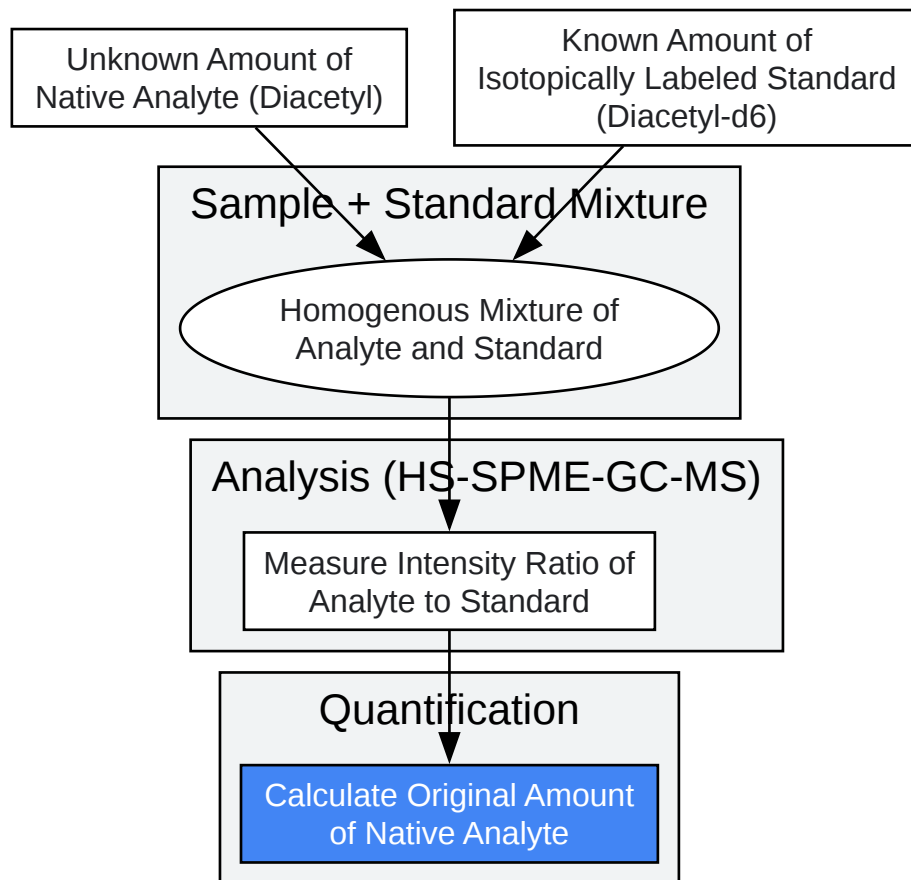 Unknown Amount of
Native Analyte (Diacetyl)
Known Amount of
Isotopically Labeled Standard
(Diacetyl-d6)
Sample + Standard Mixture
Homogenous Mixture of
Analyte and Standard
Analysis (HS-SPME-GC-MS)
Measure Intensity Ratio of
Analyte to Standard
Quantification
Calculate Original Amount
of Native Analyte